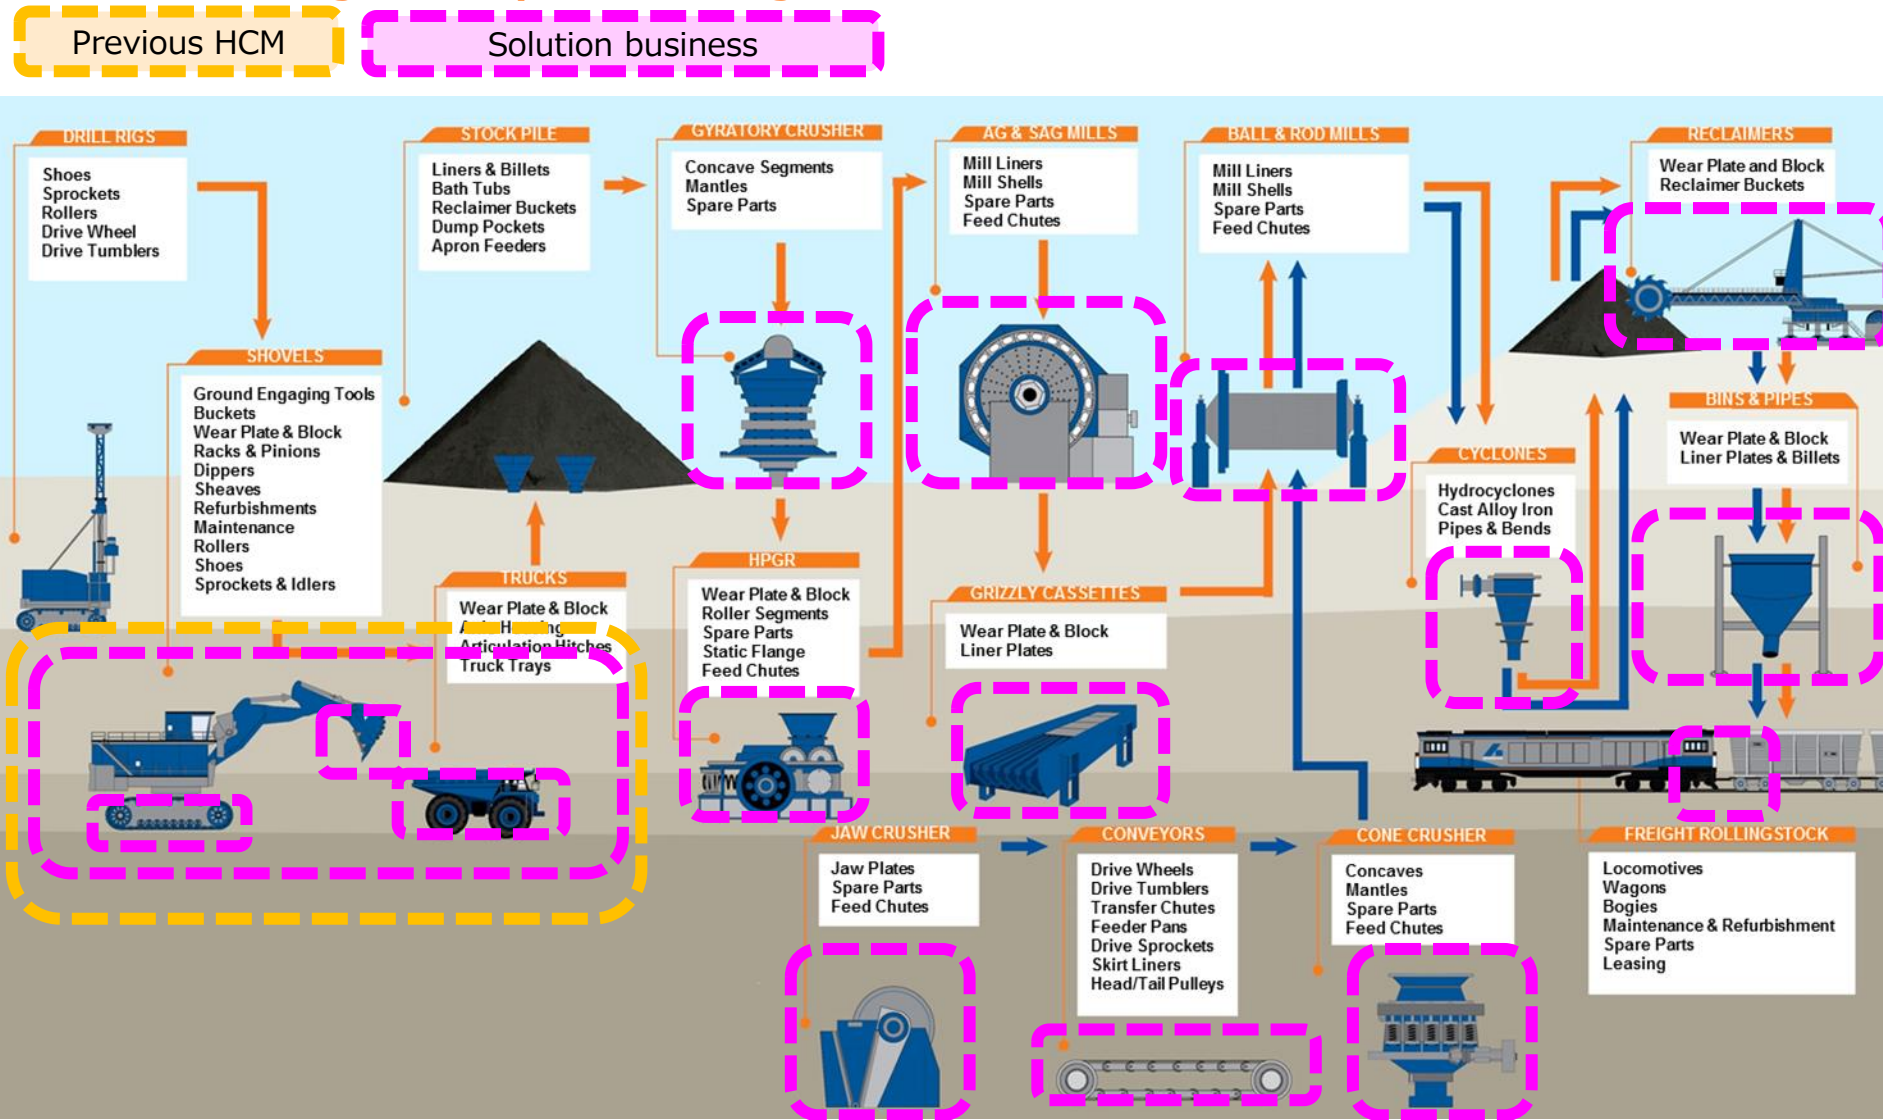 Previous HCM
Solution business
DRILL RIGS
Shoes
Sprockets
Rollers
Drive Wheel
Drive Tumblers
SHOVELS
Ground Engaging Tools
Buckets
Wear Plate & Block
Racks & Pinions
Dippers
Sheaves
Refurbishments
Maintenance
Rollers
Shoes
Sprockets & Idlers
STOCK PILE
Liners & Billets
Bath Tubs
Reclaimer Buckets
Dump Pockets
Apron Feeders
TRUCKS
Wear Plate & Block
Articulation Hitches
Truck Trays
GYRATORY CRUSHER
Concave Segments
Mantles
Spare Parts
HPGR
Wear Plate & Block
Roller Segments
Spare Parts
Static Flange
Feed Chutes
AG & SAG MILLS
Mill Liners
Mill Shells
Spare Parts
Feed Chutes
GRIZZLY CASSETTES
Wear Plate & Block
Liner Plates
BALL & ROD MILLS
Mill Liners
Mill Shells
Spare Parts
Feed Chutes
CYCLONES
Hydrocyclones
Cast Alloy Iron
Pipes & Bends
RECLAIMERS
Wear Plate and Block
Reclaimer Buckets
BINS & PIPES
Wear Plate & Block
Liner Plates & Billets
JAW CRUSHER
Jaw Plates
Spare Parts
Feed Chutes
CONVEYORS
Drive Wheels
Drive Tumblers
Transfer Chutes
Feeder Pans
Drive Sprockets
Skirt Liners
Head/Tail Pulleys
CONE CRUSHER
Concaves
Mantles
Spare Parts
Feed Chutes
FREIGHT ROLLINGSTOCK
Locomotives
Wagons
Bogies
Maintenance & Refurbishment
Spare Parts
Leasing